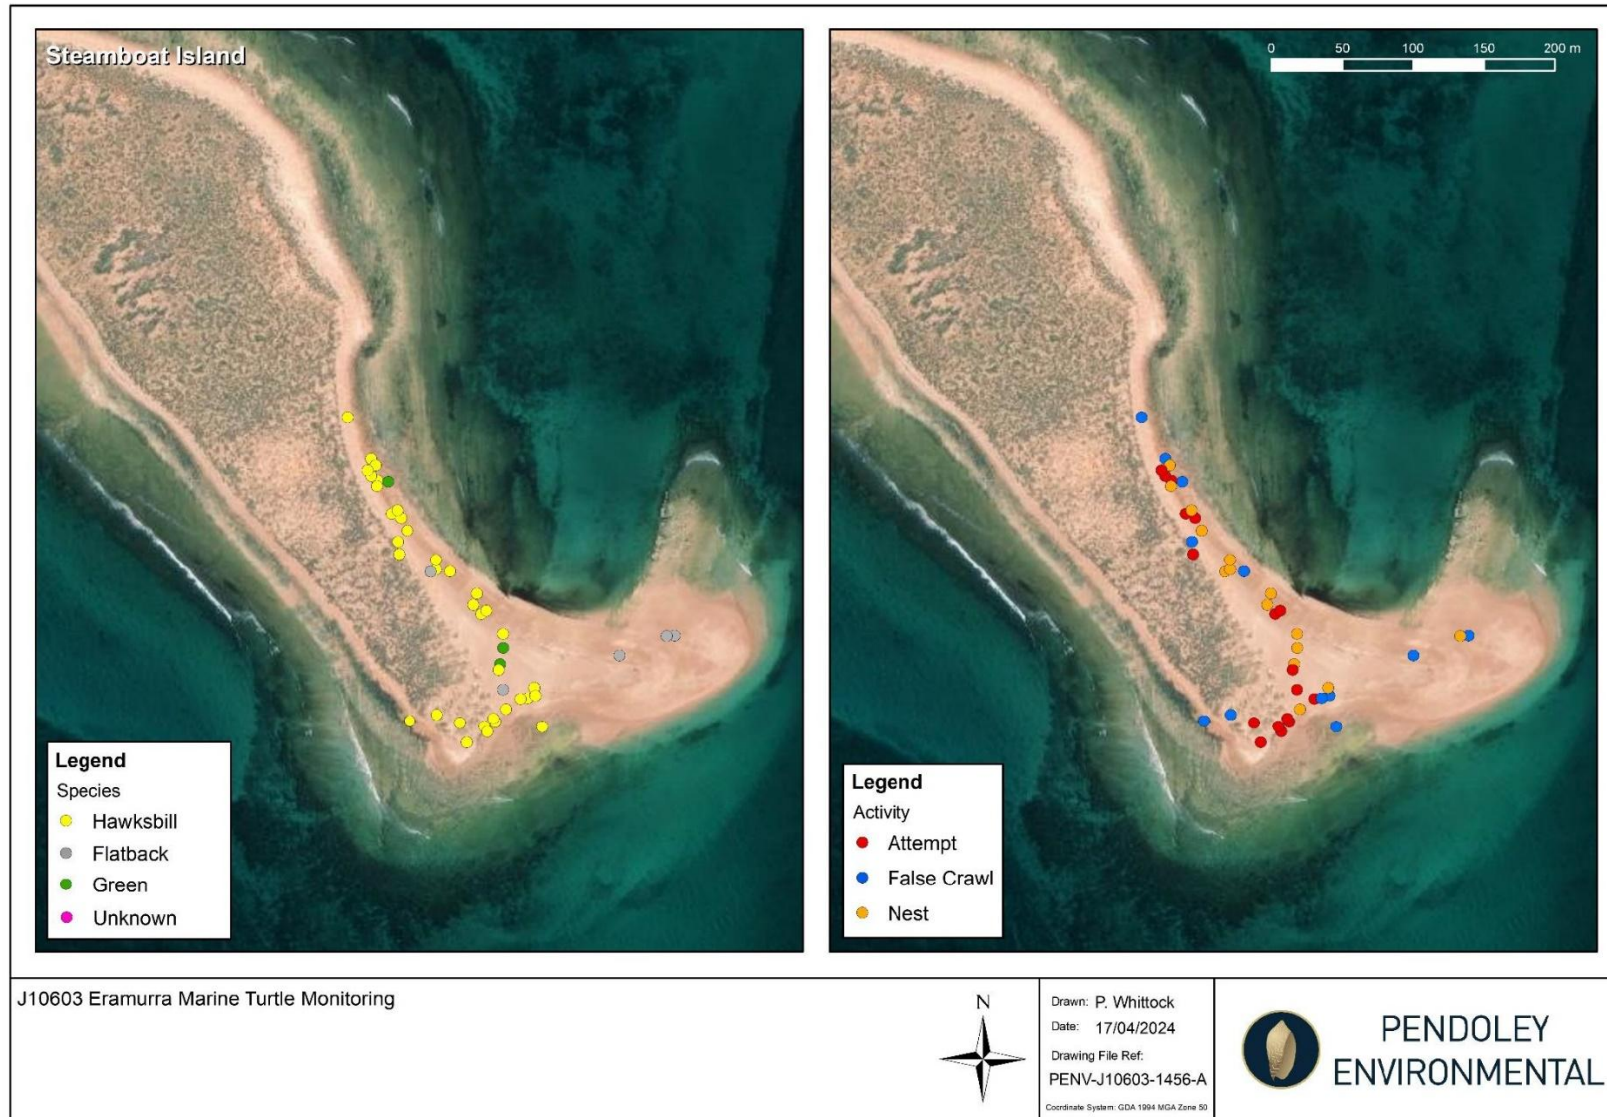 Steamboat Island
0 50 100 150 200 m
Legend
Species
Hawksbill
Flatback
Green
Unknown
Legend
Activity
Attempt
False Crawl
Nest
J10603 Eramurra Marine Turtle Monitoring
N
Drawn: P. Whittock
Date: 17/04/2024
Drawing File Ref:
PENV-J10603-1456-A
Coordinate System: GDA 1994 MGA Zone 50
PENDOLEY
ENVIRONMENTAL